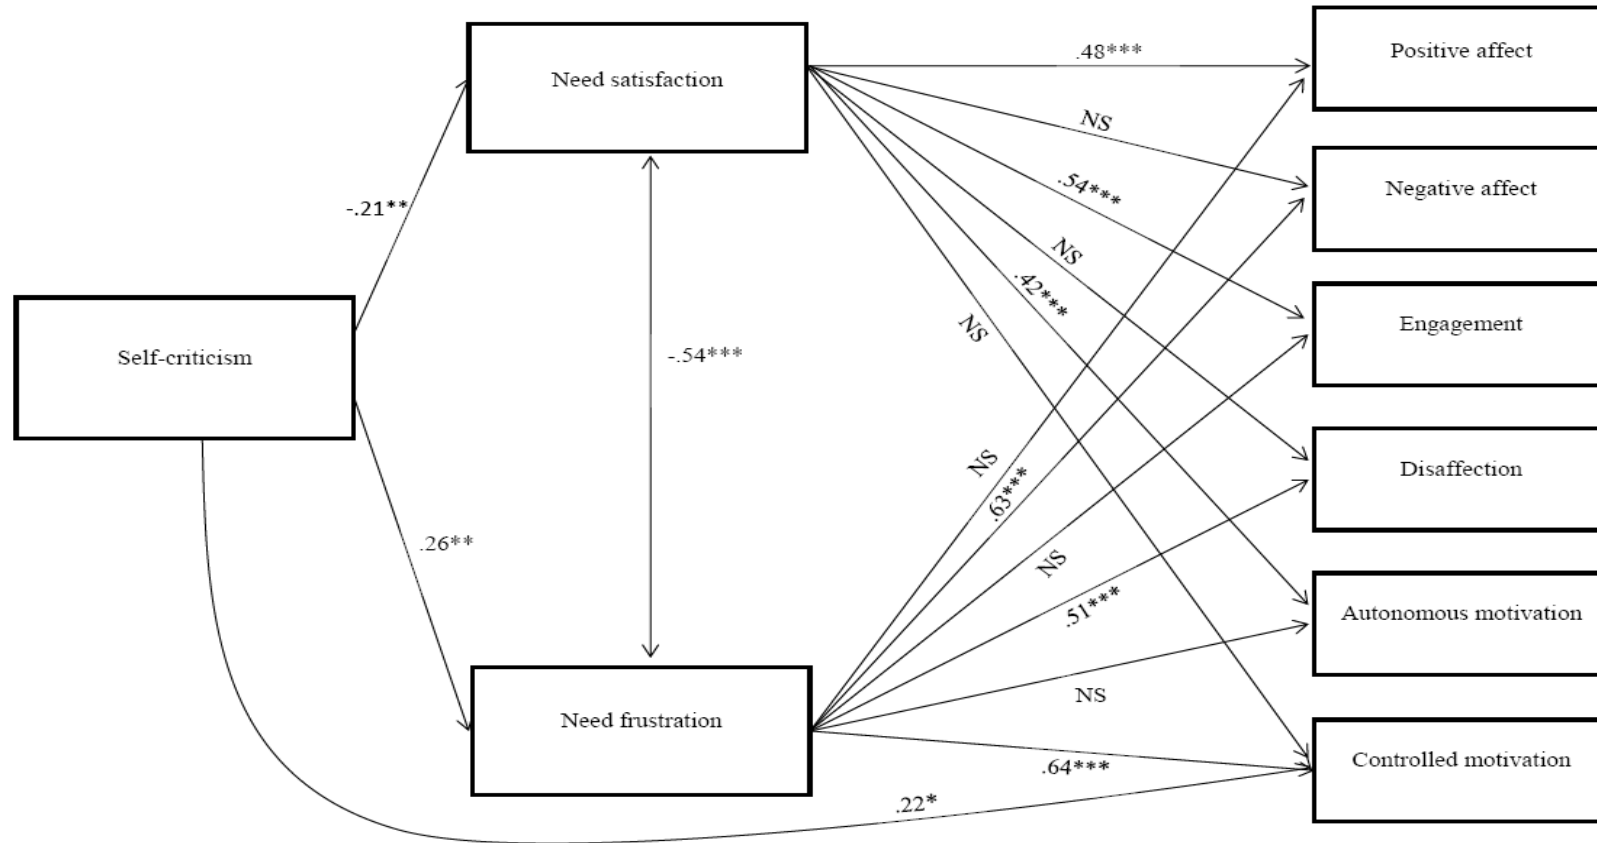 Positive affect
.48***
Need satisfaction
NS
Negative affect
.54***
-.21**
NS
.42***
Engagement
NS
Self-criticism
-.54***
NS
Disaffection
.63***
.26**
NS
.51***
Autonomous motivation
NS
Need frustration
.64***
Controlled motivation
.22*